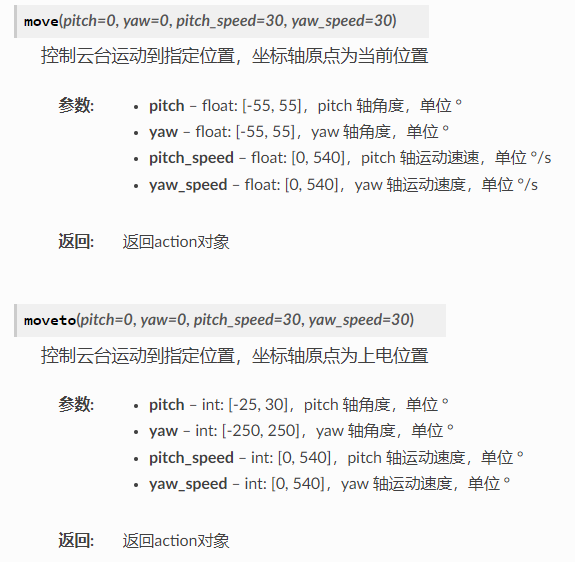 move(pitch=0, yaw=0, pitch_speed=30, yaw_speed=30)
控制云台运动到指定位置，坐标轴原点为当前位置
参数: • pitch – float: [-55, 55]，pitch 轴角度，单位 °
• yaw – float: [-55, 55]，yaw 轴角度，单位 °
• pitch_speed – float: [0, 540]，pitch 轴运动速速，单位 °/s
• yaw_speed – float: [0, 540]，yaw 轴运动速度，单位 °/s
返回: 返回action对象
moveto(pitch=0, yaw=0, pitch_speed=30, yaw_speed=30)
控制云台运动到指定位置，坐标轴原点为上电位置
参数: • pitch – int: [-25, 30]，pitch 轴角度，单位 °
• yaw – int: [-250, 250]，yaw 轴角度，单位 °
• pitch_speed – int: [0, 540]，pitch 轴运动速度，单位 °
• yaw_speed – int: [0, 540]，yaw 轴运动速度，单位 °
返回: 返回action对象